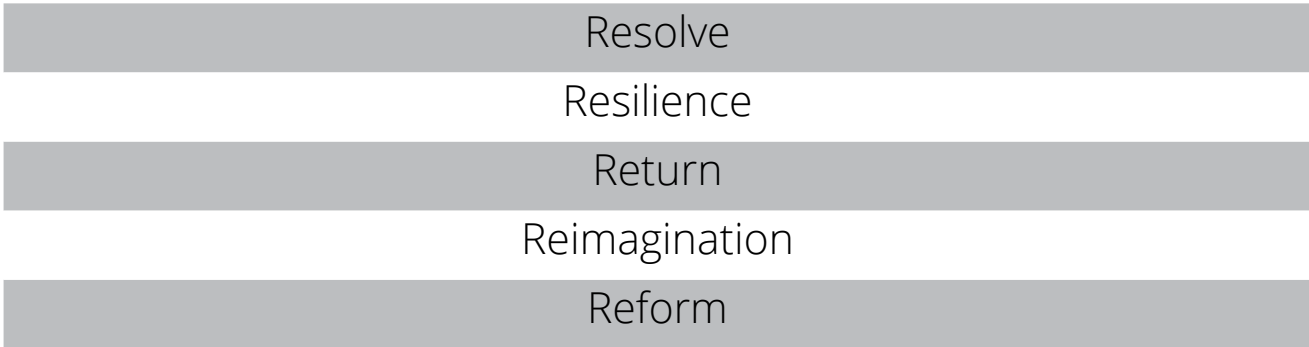 Resolve
Resilience
Return
Reimagination
Reform